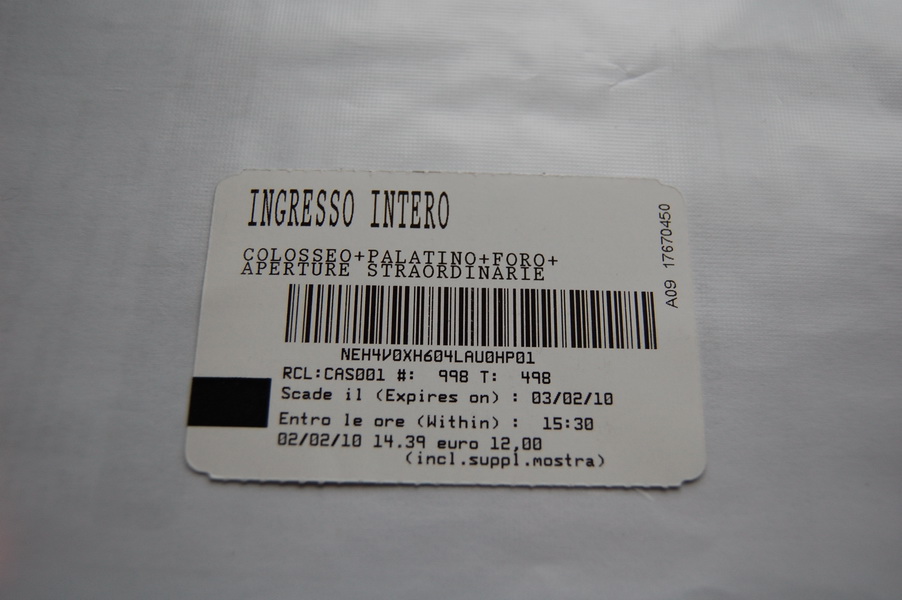 INGRESSO INTERO
COLOSSEO+PALATINO+FORO+
APERTURE STRAORDINARIE
NEH4V0XH604LAU0HP01
RCL:CAS001 #: 998 T: 498
Scade il (Expires on) : 03/02/10
Entro le ore (Within) : 15:30
02/02/10 14.39 euro 12,00
(incl.suppl.mostra)
A09 17670450